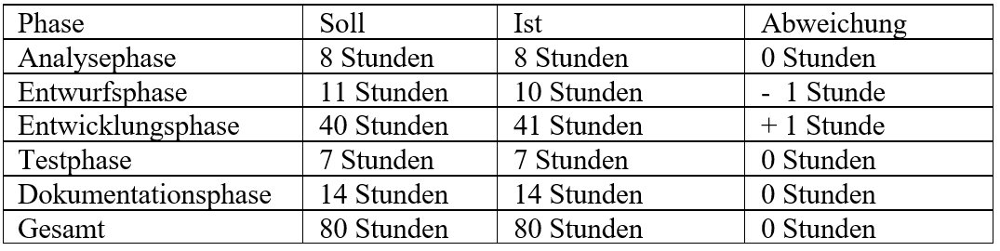 Phase Soll Ist Abweichung
Analysephase 8 Stunden 8 Stunden 0 Stunden
Entwurfsphase 11 Stunden 10 Stunden - 1 Stunde
Entwicklungsphase 40 Stunden 41 Stunden + 1 Stunde
Testphase 7 Stunden 7 Stunden 0 Stunden
Dokumentationsphase 14 Stunden 14 Stunden 0 Stunden
Gesamt 80 Stunden 80 Stunden 0 Stunden